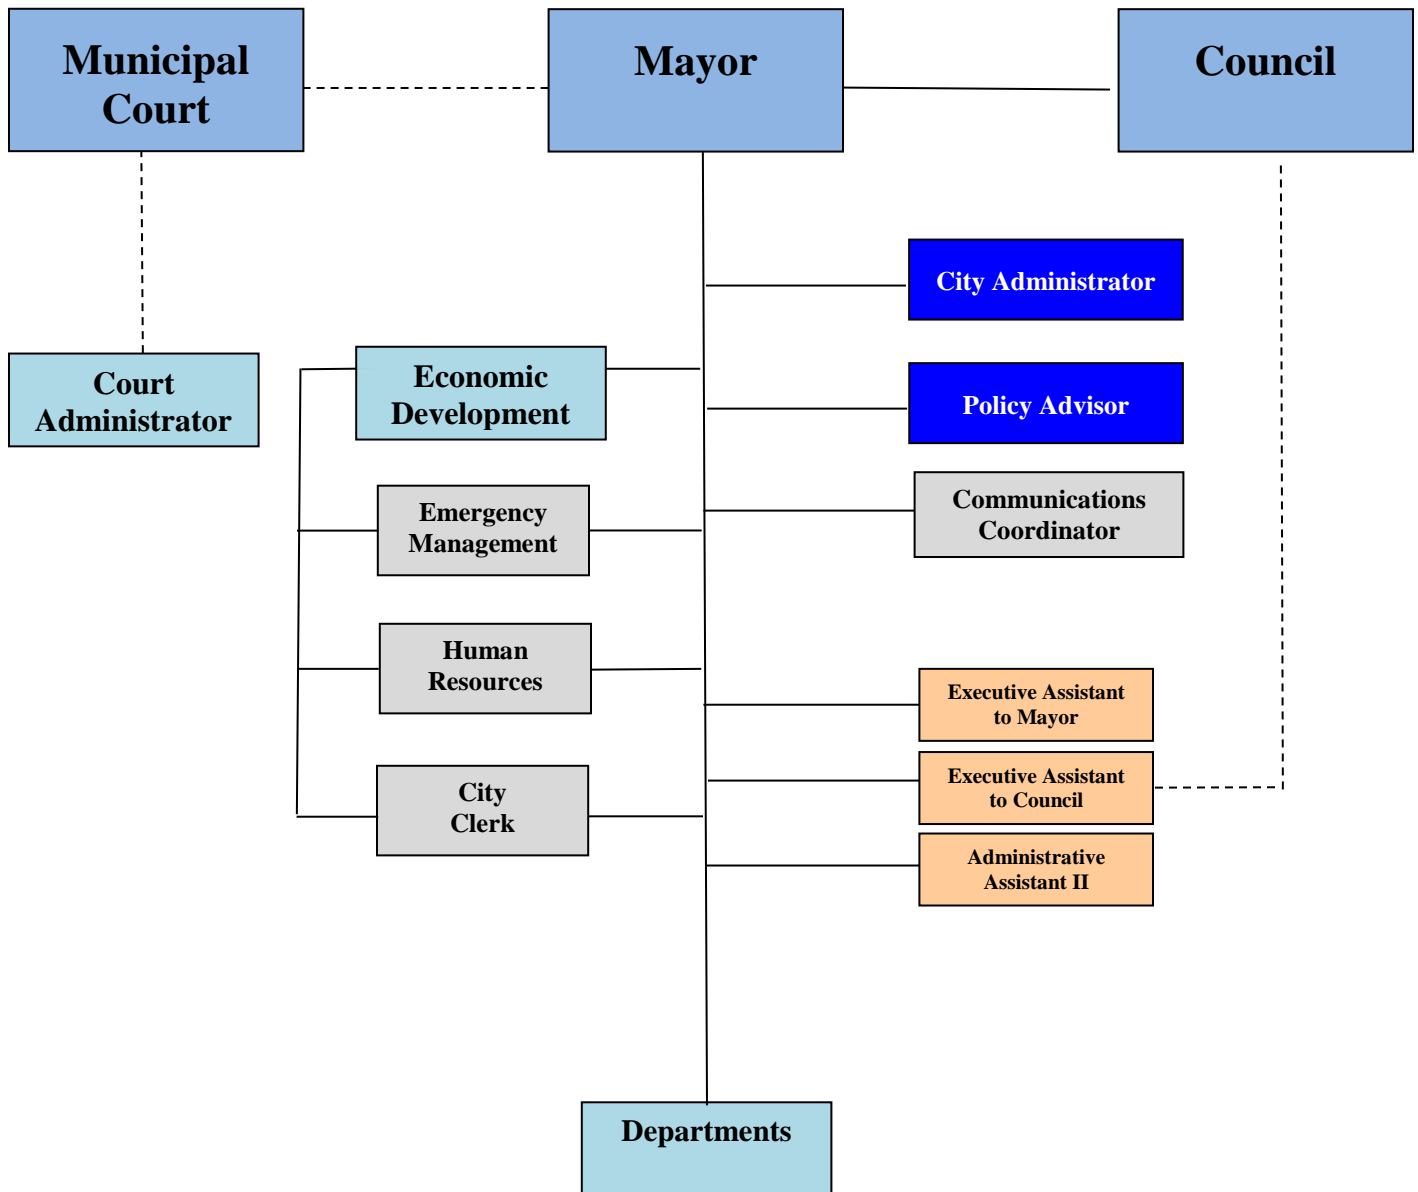 Municipal
Court
Mayor
Council
City Administrator
Economic
Development
Court
Administrator
Policy Advisor
Communications
Coordinator
Emergency
Management
Human
Resources
Executive Assistant
to Mayor
City
Clerk
Executive Assistant
to Council
Administrative
Assistant II
Departments